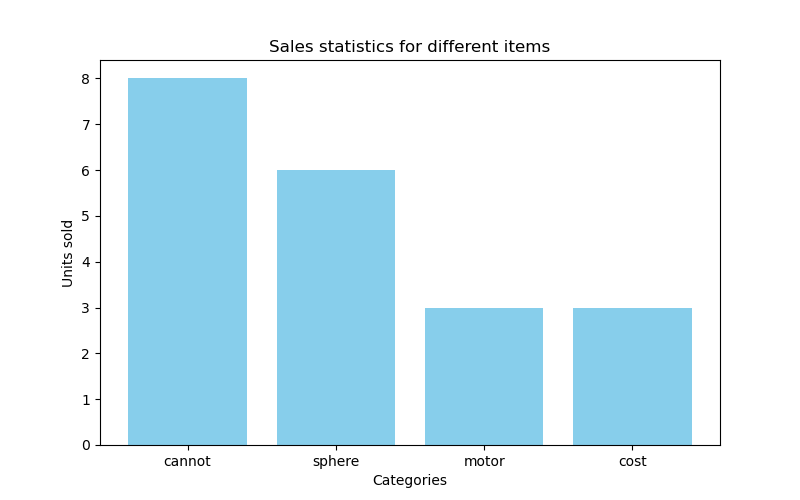 Sales statistics for different items
Units sold
8
7
6
5
4
3
2
1
0
cannot sphere motor cost
Categories